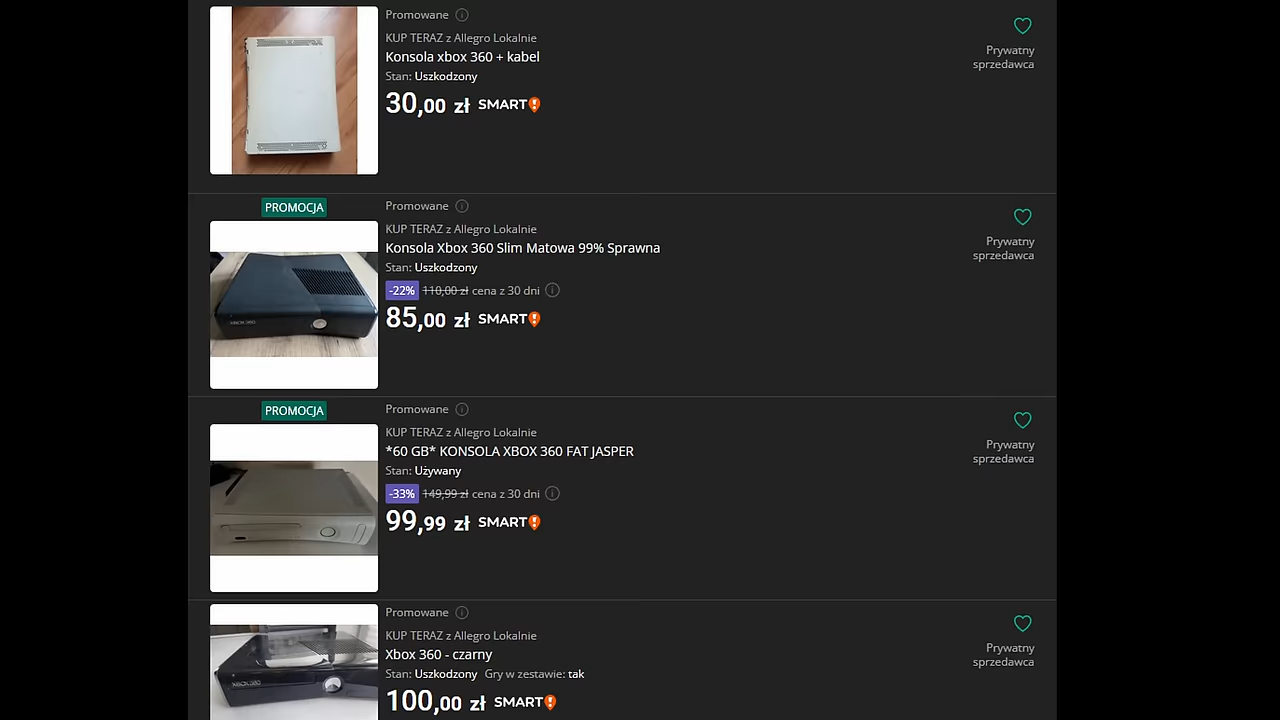 Promowane
KUP TERAZ z Allegro Lokalnie
Konsola xbox 360 + kabel
Stan: Uszkodzony
30,00 zł SMART!
Prywatny
sprzedawca
PROMOCJA
Promowane
KUP TERAZ z Allegro Lokalnie
Konsola Xbox 360 Slim Matowa 99% Sprawna
Stan: Uszkodzony
-22% 110,00 zł cena z 30 dni
85,00 zł SMART!
Prywatny
sprzedawca
XBOX 360
PROMOCJA
Promowane
KUP TERAZ z Allegro Lokalnie
*60 GB* KONSOLA XBOX 360 FAT JASPER
Stan: Używany
-33% 149,99 zł cena z 30 dni
99,99 zł SMART!
Prywatny
sprzedawca
Promowane
KUP TERAZ z Allegro Lokalnie
Xbox 360 - czarny
Stan: Uszkodzony Gry w zestawie: tak
100,00 zł SMART!
Prywatny
sprzedawca
XBOX 360